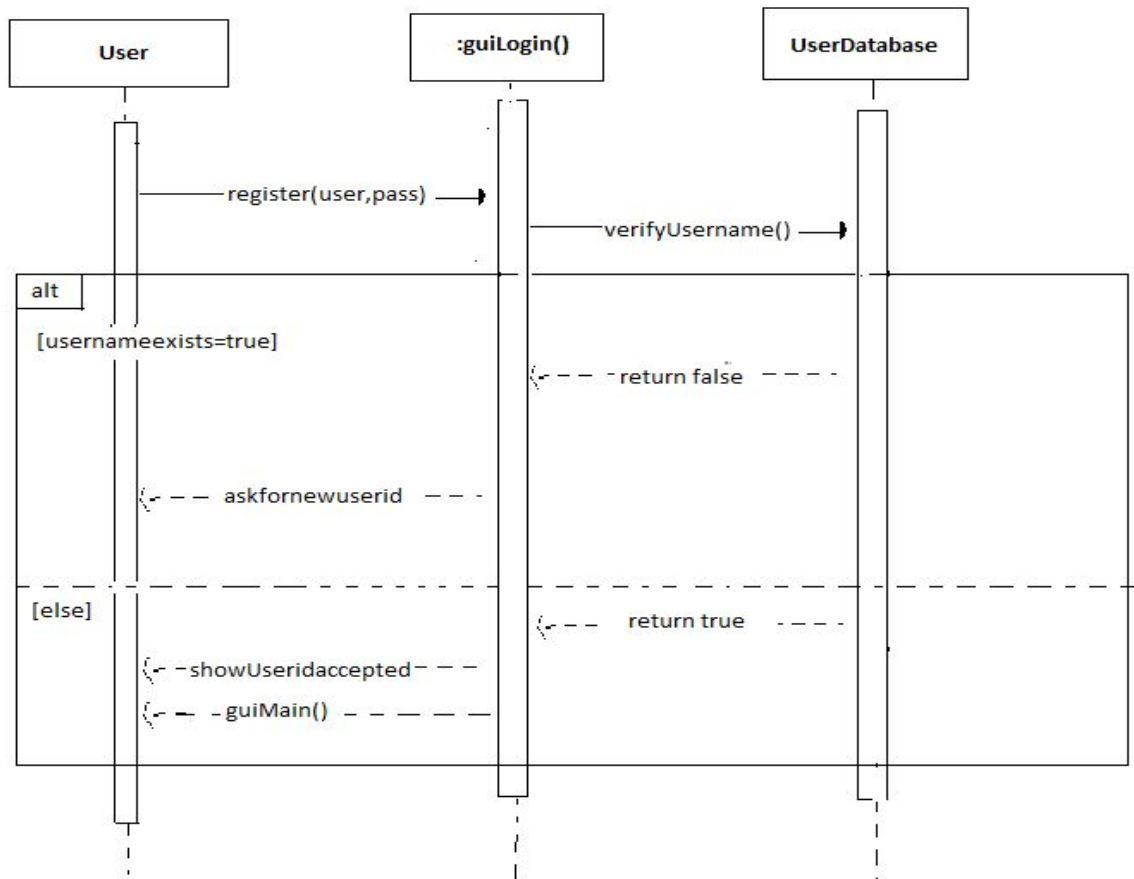 User
:guiLogin()
UserDatabase
register(user,pass)
verifyUsername()
alt
[usernameexists=true]
return false
askfornewuserid
[else]
return true
showUseridaccepted
guiMain()